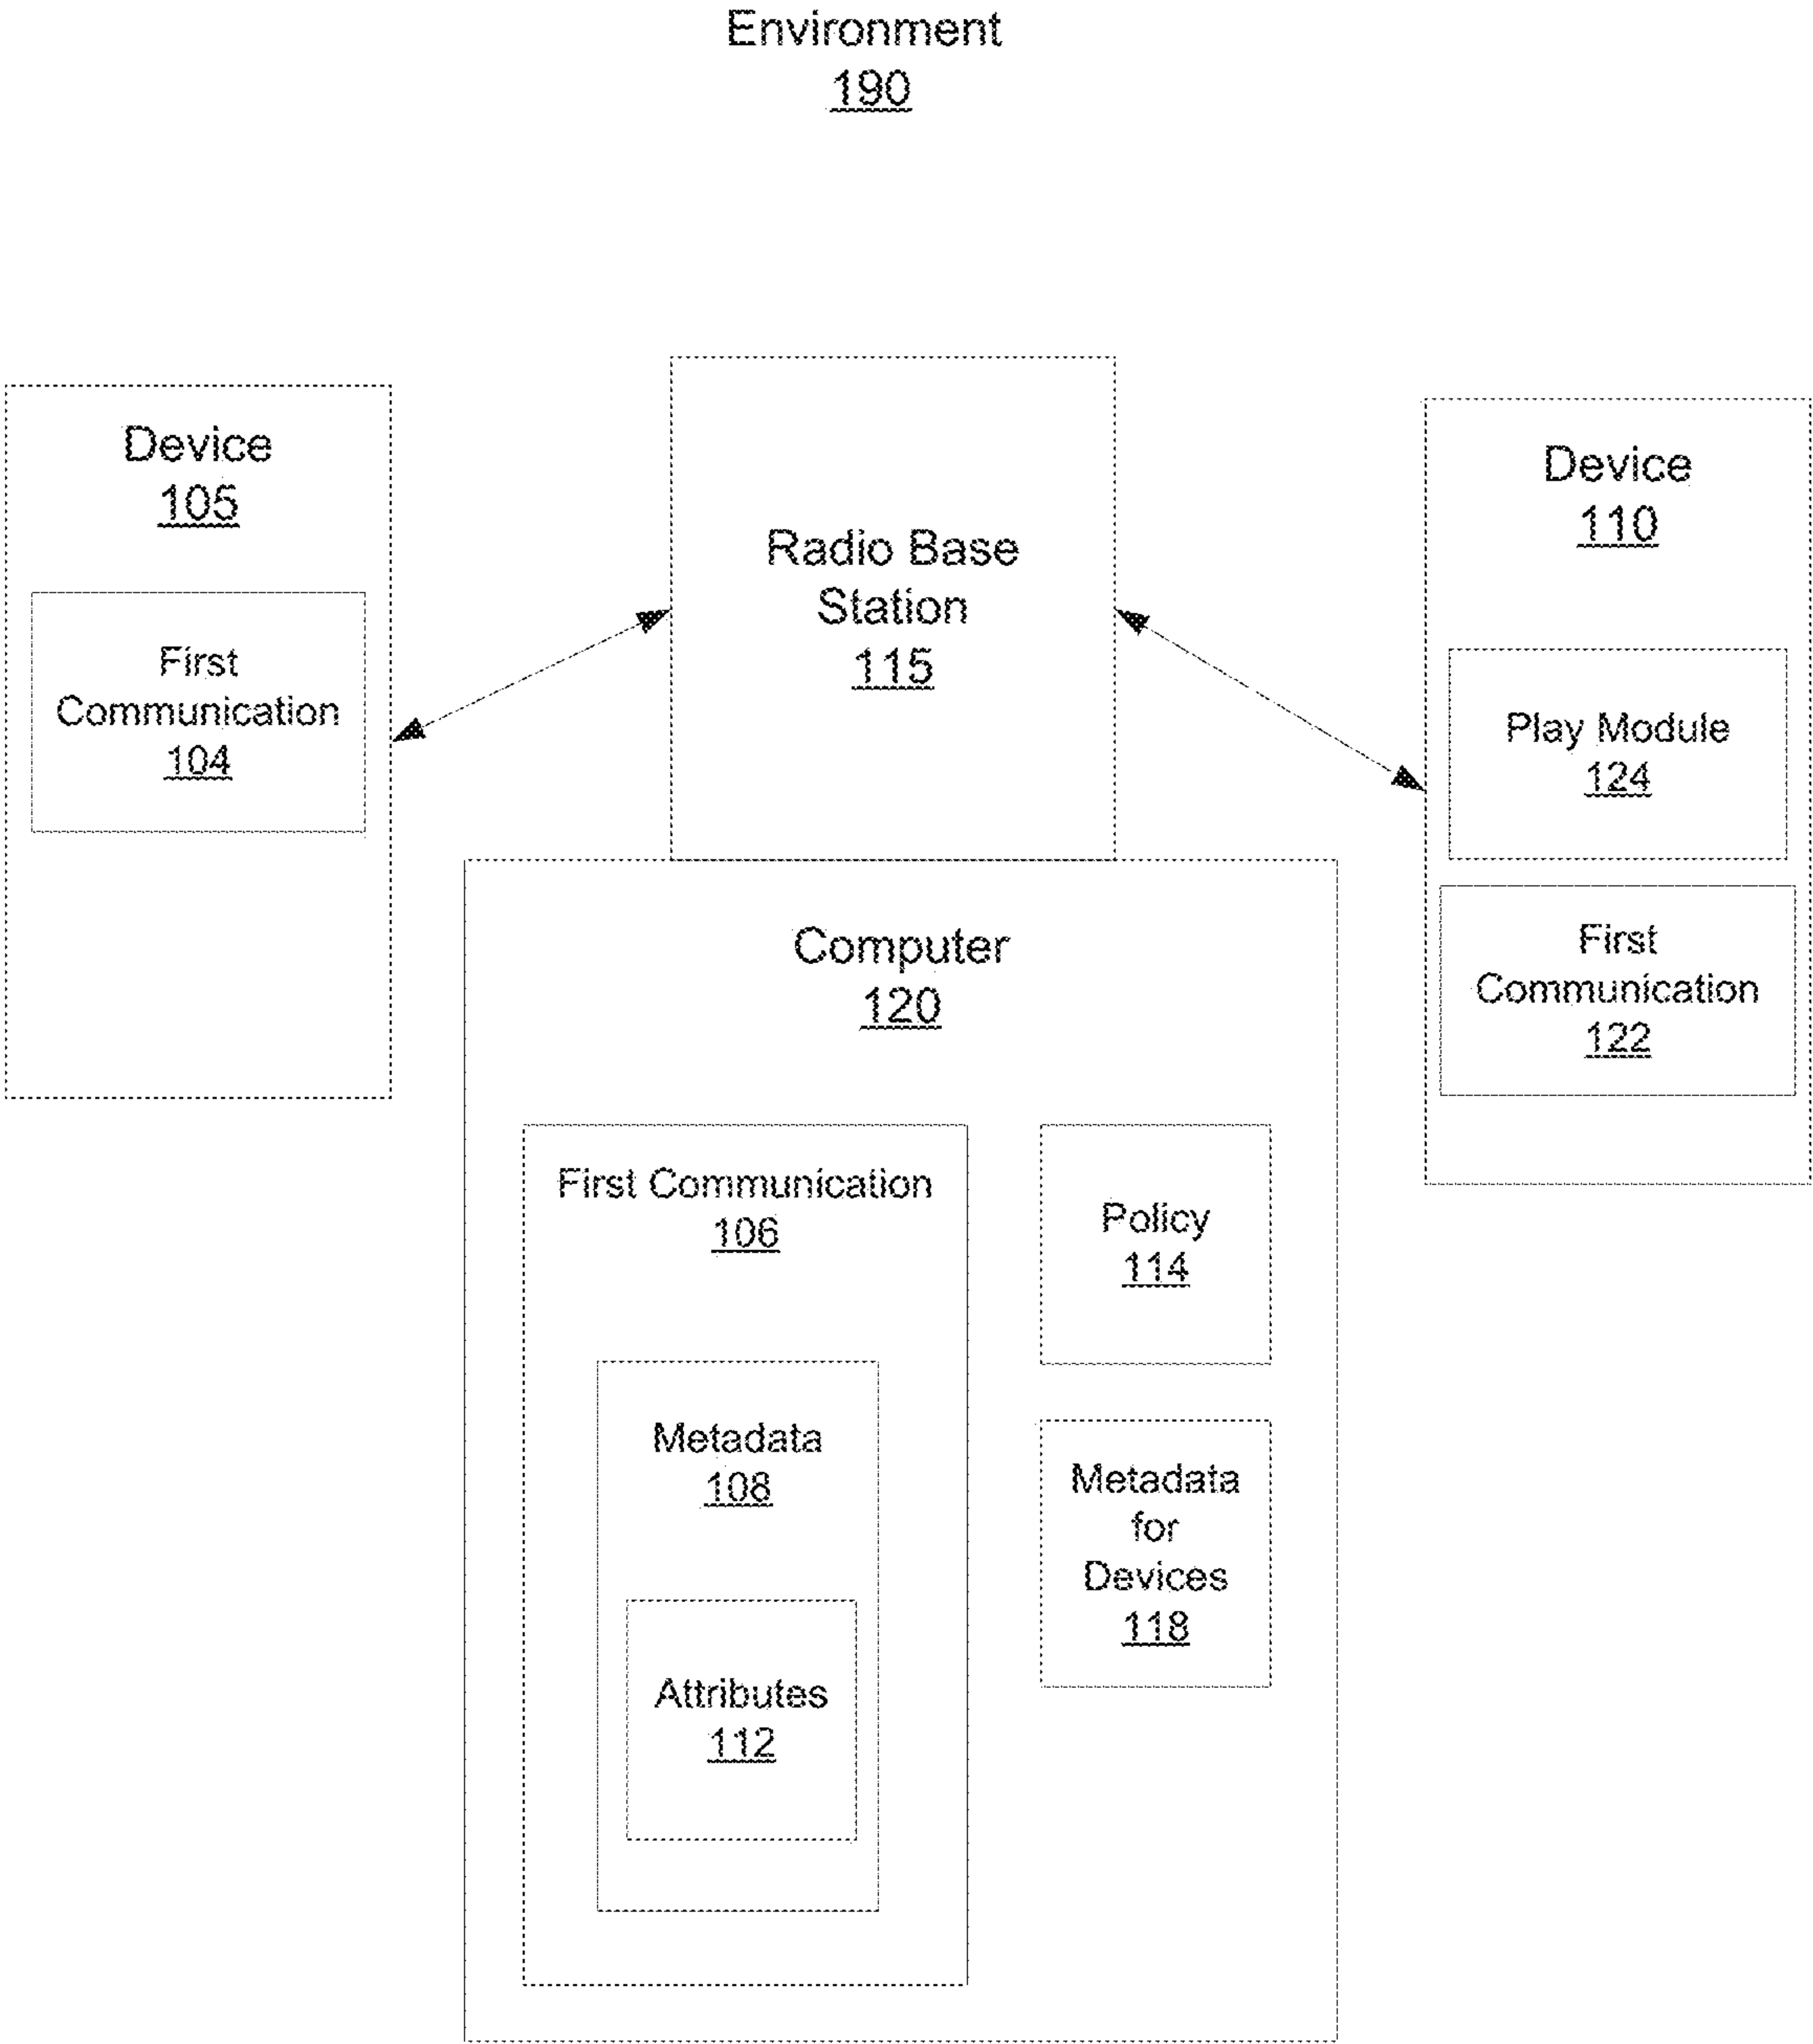 Environment
190
Device
105
First
Communication
104
Radio Base
Station
115
Device
110
Play Module
124
First
Communication
122
Computer
120
First Communication
106
Metadata
108
Attributes
112
Policy
114
Metadata
for
Devices
118